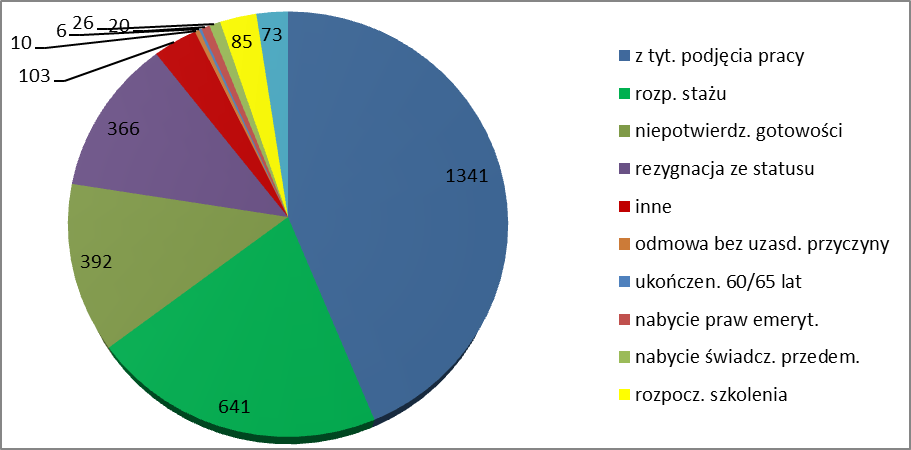 26
20
6
10
103
85
73
366
1341
392
641
z tyt. podjęcia pracy
rozp. stażu
niepotwierdz. gotowości
rezygnacja ze statusu
inne
odmowa bez uzasd. przyczyny
ukończen. 60/65 lat
nabycie praw emeryt.
nabycie świadcz. przedem.
rozpocz. szkolenia